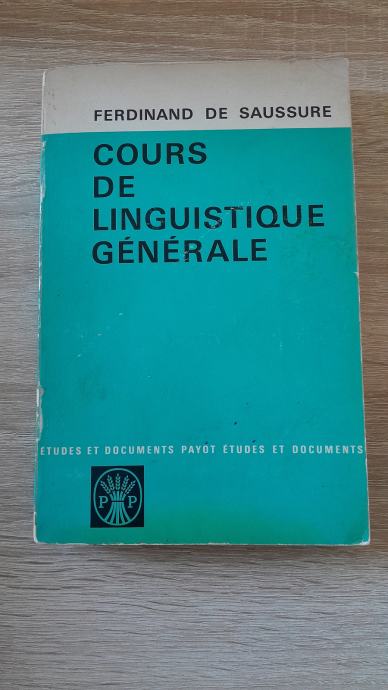 FERDINAND DE SAUSSURE
COURS
DE
LINGUISTIQUE
GÉNÉRALE
ÉTUDES ET DOCUMENTS PAYOT ÉTUDES ET DOCUMENTS
P P